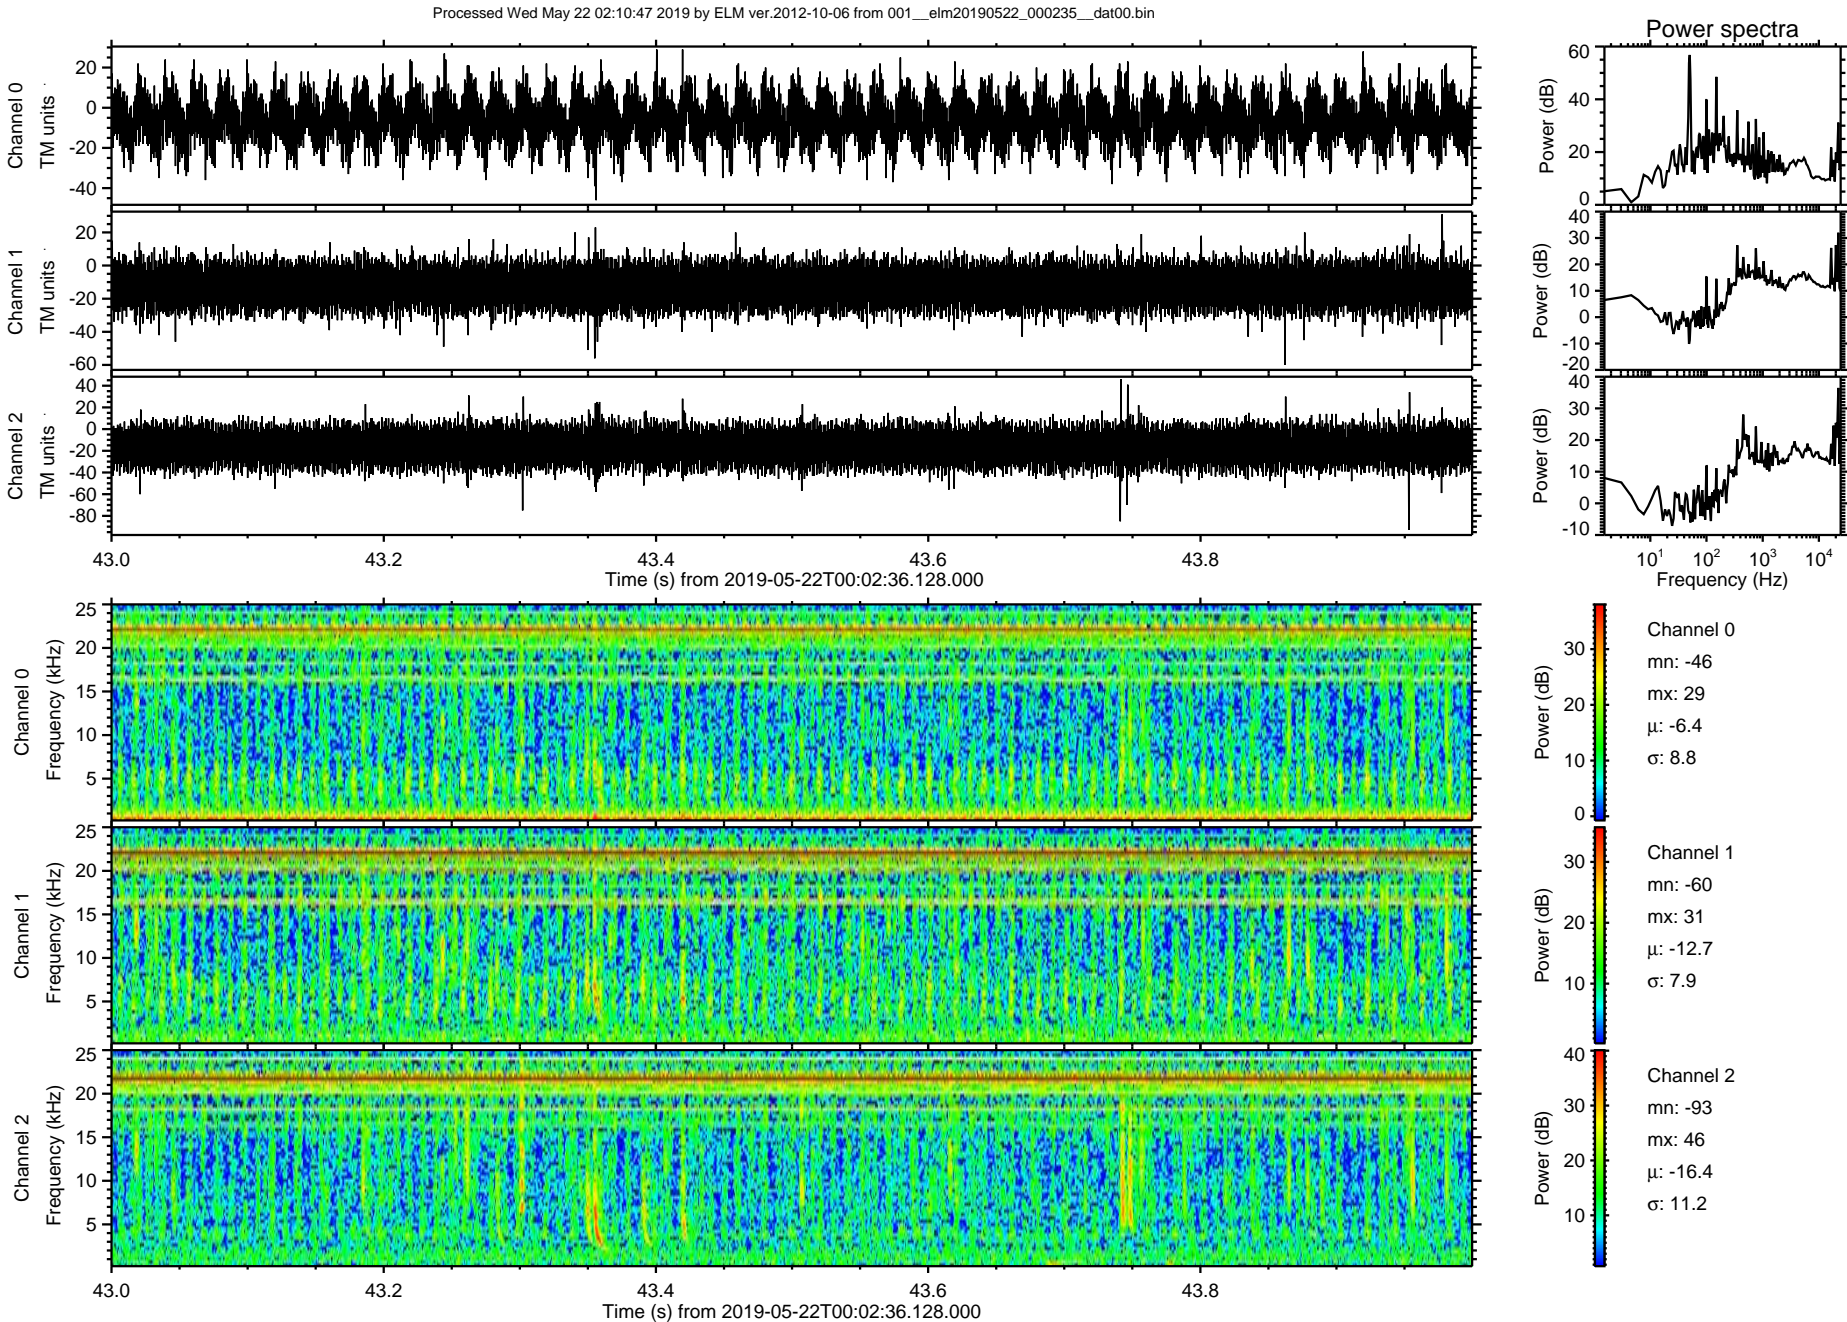 Processed Wed May 22 02:10:47 2019 by ELM ver.2012-10-06 from 001__elm20190522_000235__dat00.bin
Power spectra
Channel 0
TM units
20
0
-20
-40
Power (dB)
60
40
20
0
Channel 1
TM units
20
0
-20
-40
-60
Power (dB)
40
30
20
10
0
-10
-20
Channel 2
TM units
40
20
0
-20
-40
-60
-80
Power (dB)
40
30
20
10
0
-10
43.0 43.2 43.4 43.6 43.8
Time (s) from 2019-05-22T00:02:36.128.000
10¹ 10² 10³ 10⁴
Frequency (Hz)
Channel 0
Frequency (kHz)
25
20
15
10
5
Power (dB)
30
20
10
0
Channel 0
mn: -46
mx: 29
μ: -6.4
σ: 8.8
Channel 1
Frequency (kHz)
25
20
15
10
5
Power (dB)
30
20
10
Channel 1
mn: -60
mx: 31
μ: -12.7
σ: 7.9
Channel 2
Frequency (kHz)
25
20
15
10
5
Power (dB)
40
30
20
10
Channel 2
mn: -93
mx: 46
μ: -16.4
σ: 11.2
43.0 43.2 43.4 43.6 43.8
Time (s) from 2019-05-22T00:02:36.128.000